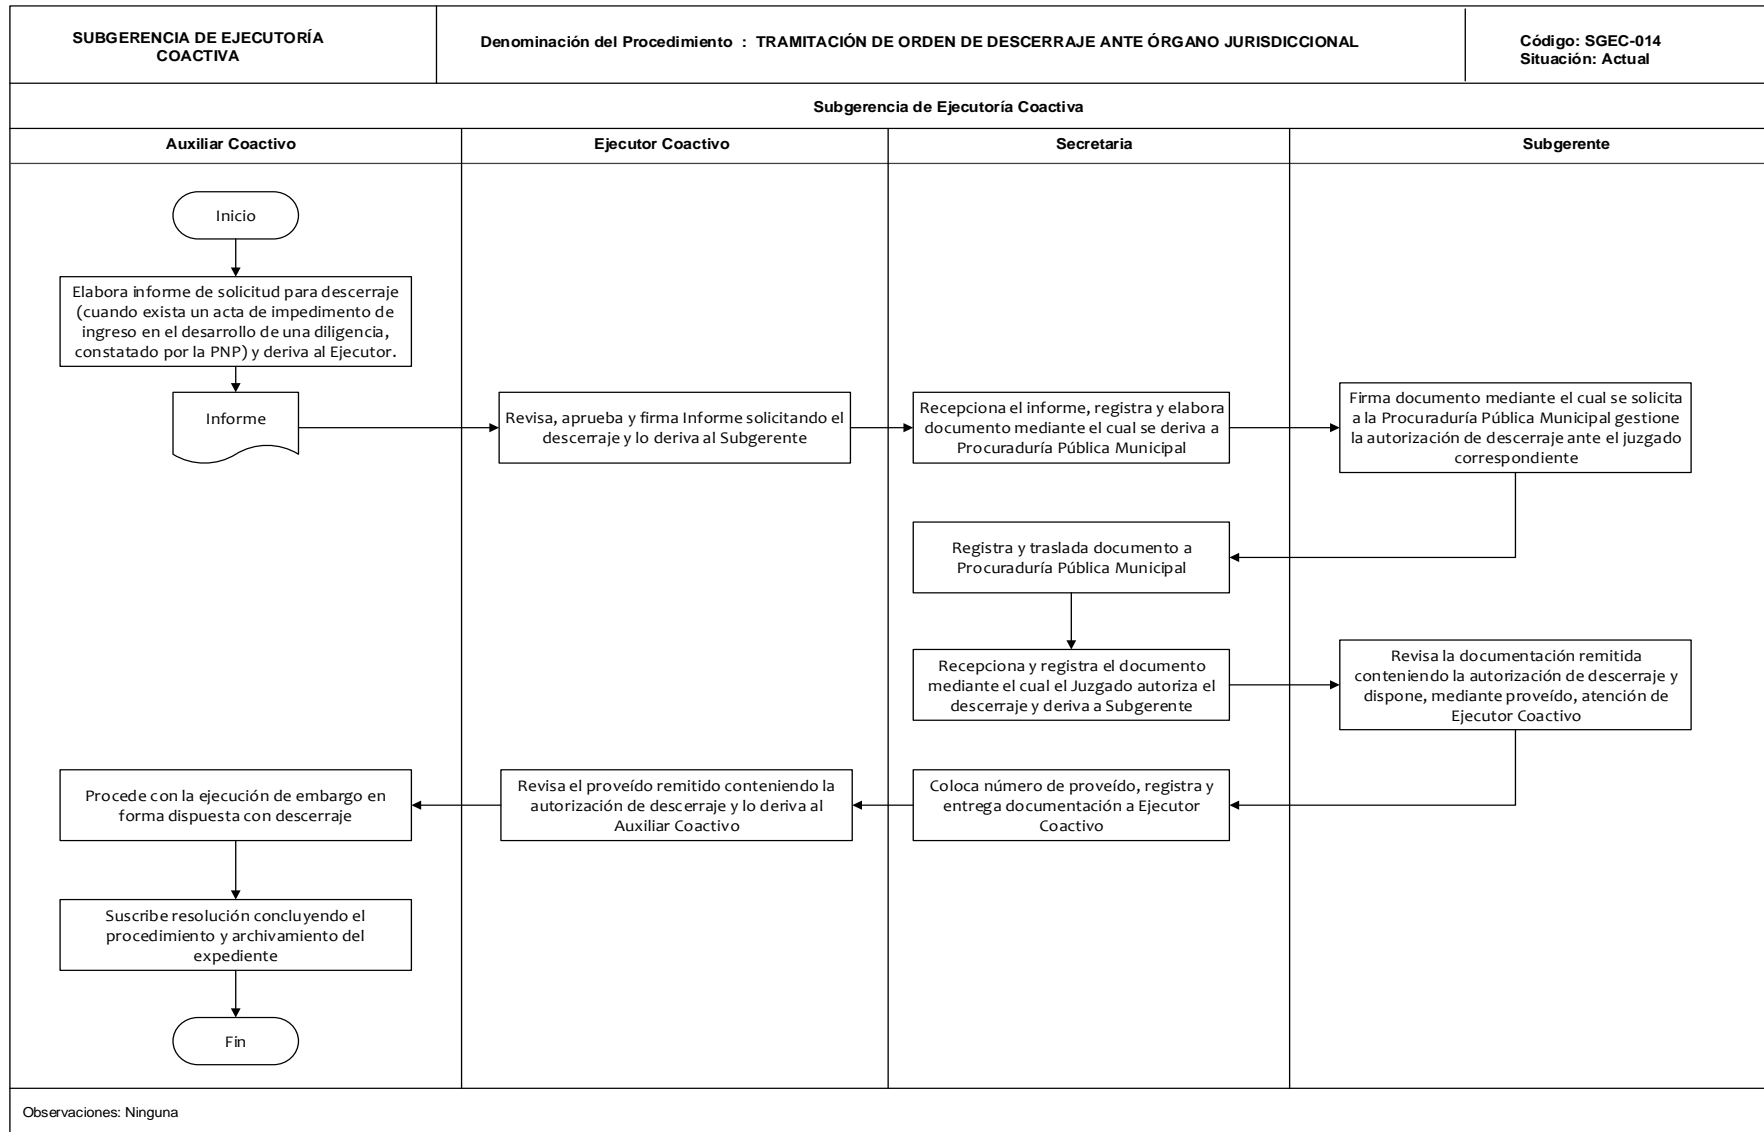 SUBGERENCIA DE EJECUTORÍA
COACTIVA
Denominación del Procedimiento : TRAMITACIÓN DE ORDEN DE DESCERRAJE ANTE ÓRGANO JURISDICCIONAL
Código: SGEC-014
Situación: Actual
Subgerencia de Ejecutoría Coactiva
Auxiliar Coactivo
Ejecutor Coactivo
Secretaria
Subgerente
Inicio
Elabora informe de solicitud para descerraje
(cuando exista un acta de impedimento de
ingreso en el desarrollo de una diligencia,
constatado por la PNP) y deriva al Ejecutor.
Informe
Revisa, aprueba y firma Informe solicitando el
descerraje y lo deriva al Subgerente
Recepciona el informe, registra y elabora
documento mediante el cual se deriva a
Procuraduría Pública Municipal
Firma documento mediante el cual se solicita
a la Procuraduría Pública Municipal gestione
la autorización de descerraje ante el juzgado
correspondiente
Registra y traslada documento a
Procuraduría Pública Municipal
Recepciona y registra el documento
mediante el cual el Juzgado autoriza el
descerraje y deriva a Subgerente
Revisa la documentación remitida
conteniendo la autorización de descerraje y
dispone, mediante proveído, atención de
Ejecutor Coactivo
Coloca número de proveído, registra y
entrega documentación a Ejecutor
Coactivo
Revisa el proveído remitido conteniendo la
autorización de descerraje y lo deriva al
Auxiliar Coactivo
Procede con la ejecución de embargo en
forma dispuesta con descerraje
Suscribe resolución concluyendo el
procedimiento y archivamiento del
expediente
Fin
Observaciones: Ninguna